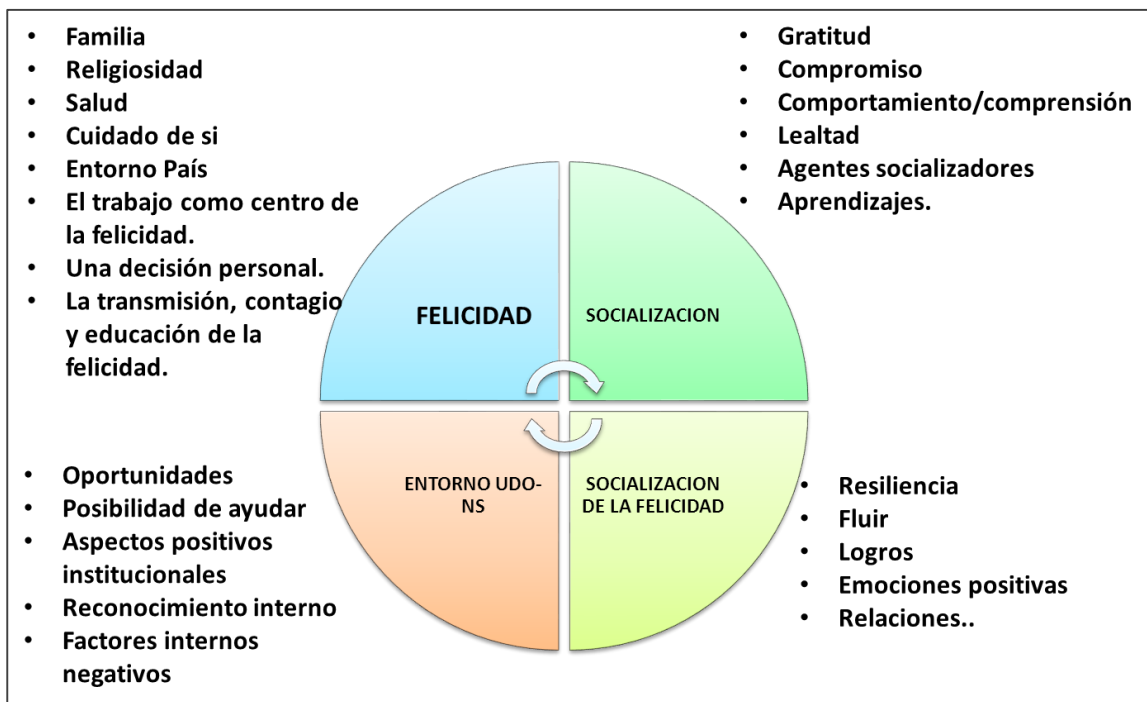 • Familia
• Religiosidad
• Salud
• Cuidado de si
• Entorno País
• El trabajo como centro de
la felicidad.
• Una decisión personal.
• La transmisión, contagio
y educación de la
felicidad.
• Gratitud
• Compromiso
• Comportamiento/comprensión
• Lealtad
• Agentes socializadores
• Aprendizajes.
FELICIDAD
SOCIALIZACION
ENTORNO UDO-
NS
SOCIALIZACION
DE LA FELICIDAD
• Oportunidades
• Posibilidad de ayudar
• Aspectos positivos
institucionales
• Reconocimiento interno
• Factores internos
negativos
• Resiliencia
• Fluir
• Logros
• Emociones positivas
• Relaciones..